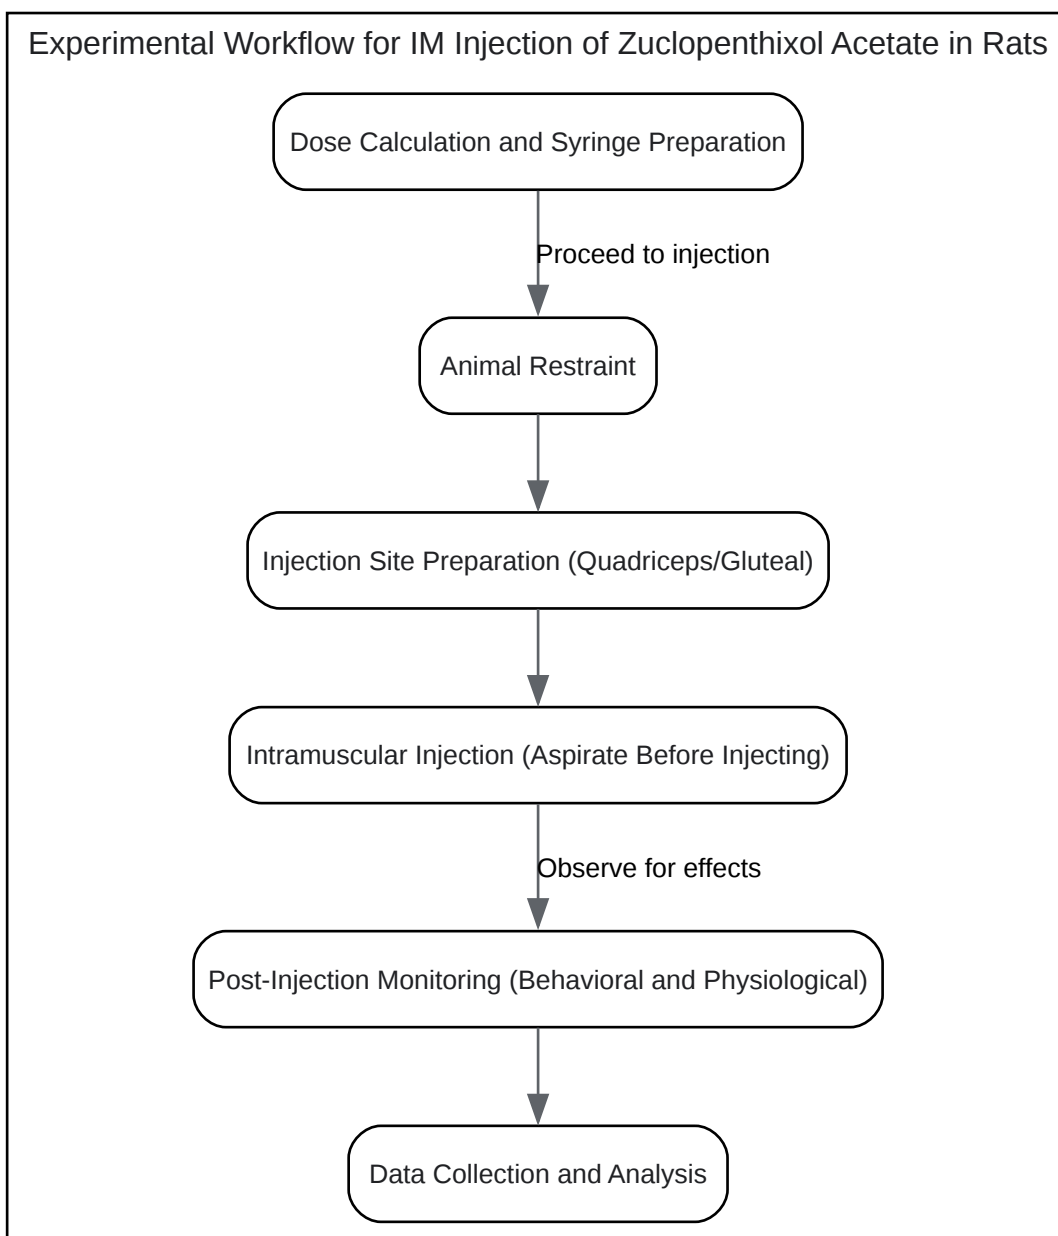 Experimental Workflow for IM Injection of Zuclopenthixol Acetate in Rats
Dose Calculation and Syringe Preparation
Proceed to injection
Animal Restraint
Injection Site Preparation (Quadriceps/Gluteal)
Intramuscular Injection (Aspirate Before Injecting)
Observe for effects
Post-Injection Monitoring (Behavioral and Physiological)
Data Collection and Analysis